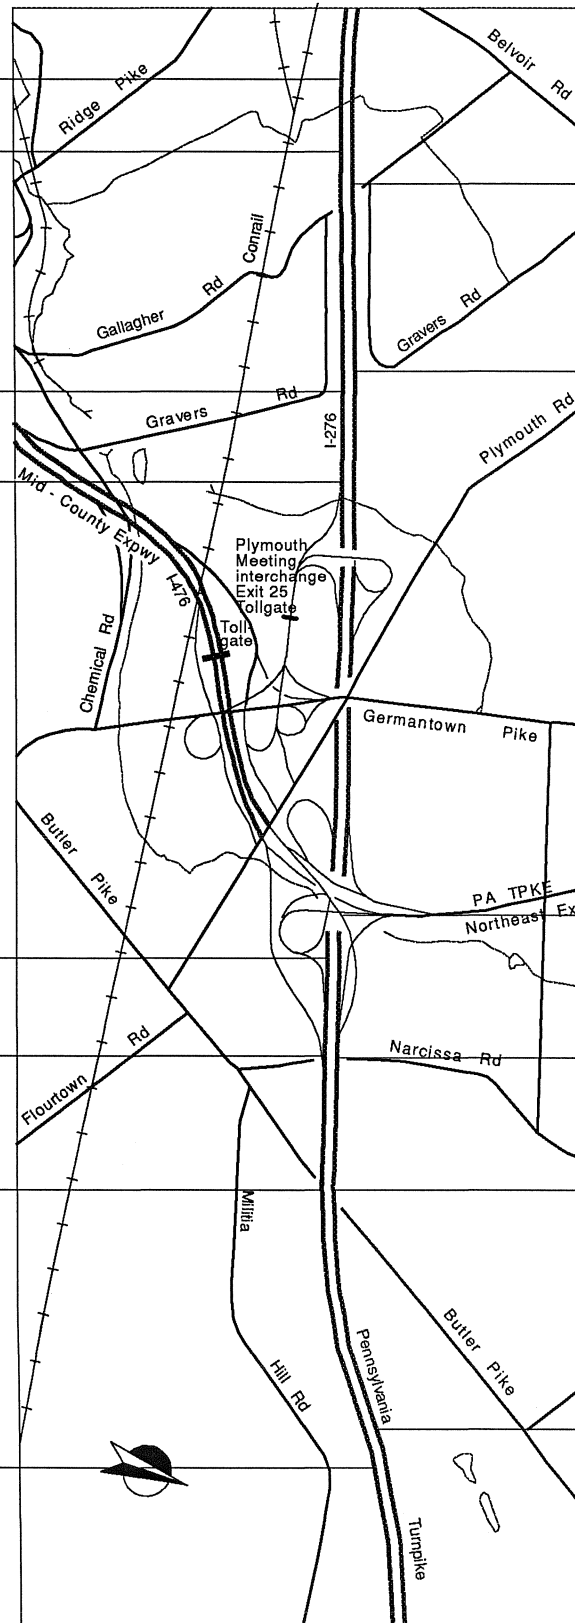 Belvoir Rd
Ridge Pike
Conrail
Gallagher Rd
Gravers Rd
Gravers Rd
I-276
Plymouth Rd
Mid - County Expwy
I-476
Plymouth
Meeting
interchange
Exit 25
Tollgate
Toll-
gate
Chemical Rd
Germantown Pike
Butler Pike
PA TPKE
Northeast Ex
Narcissa Rd
Flourtown Rd
Militia
Hill Rd
Pennsylvania
Turnpike
Butler Pike